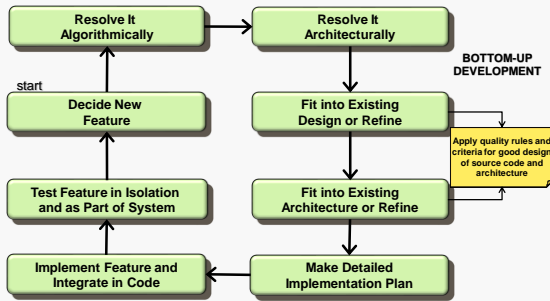 Resolve It
Algorithmically
Resolve It
Architecturally
BOTTOM-UP
DEVELOPMENT
start
Decide New
Feature
Fit into Existing
Design or Refine
Apply quality rules and
criteria for good design
of source code and
architecture
Test Feature in Isolation
and as Part of System
Fit into Existing
Architecture or Refine
Implement Feature and
Integrate in Code
Make Detailed
Implementation Plan